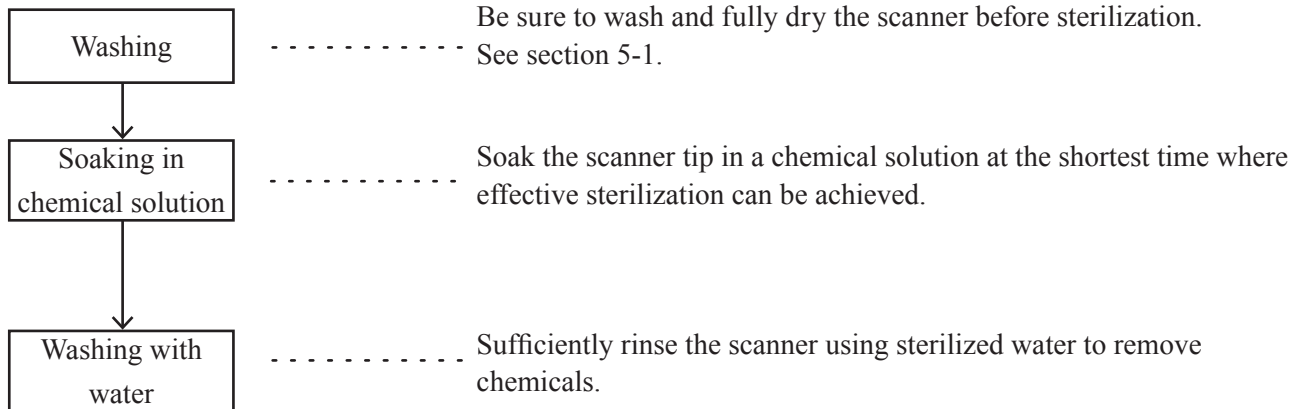 Washing
Be sure to wash and fully dry the scanner before sterilization.
See section 5-1.
Soaking in
chemical solution
Soak the scanner tip in a chemical solution at the shortest time where
effective sterilization can be achieved.
Washing with
water
Sufficiently rinse the scanner using sterilized water to remove
chemicals.